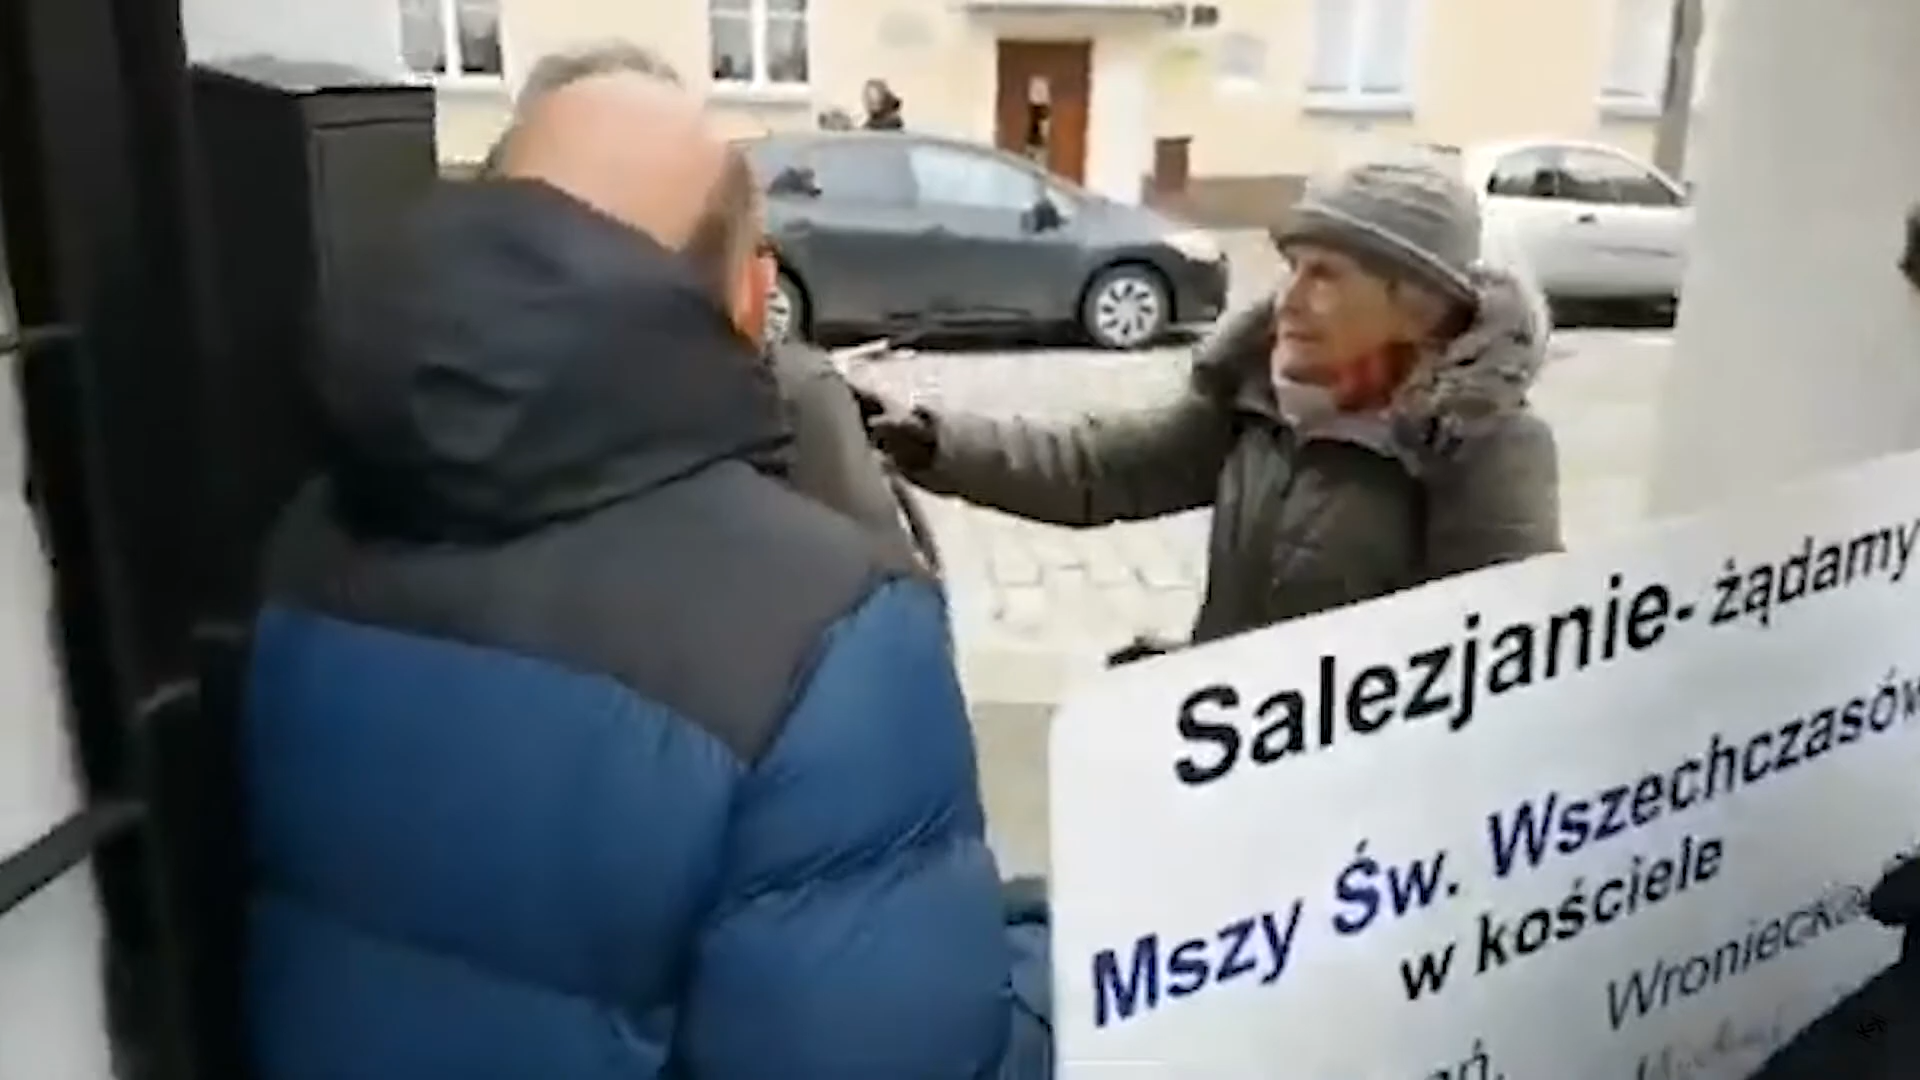 Salezjanie- żądamy
Mszy Św. Wszechczasów
w kościele
Wroniecka